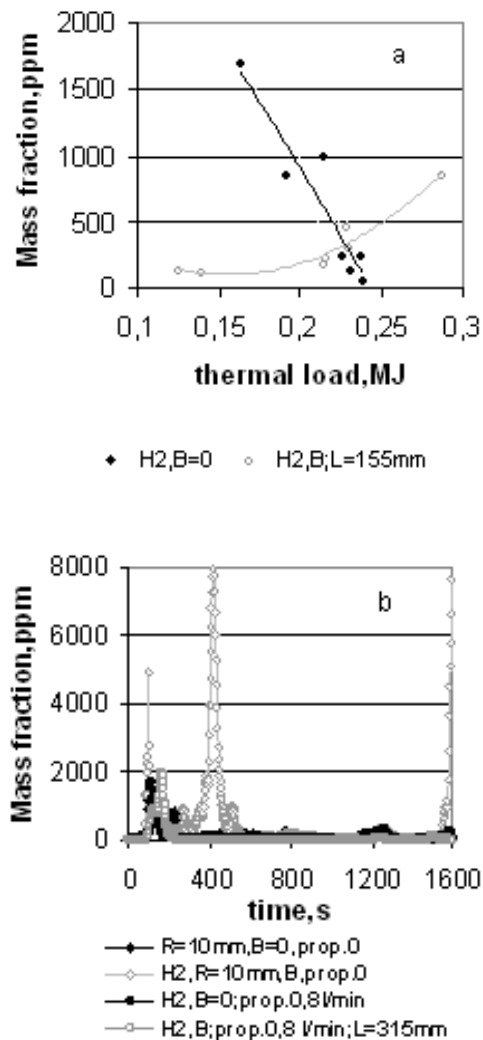 2000
1500
1000
500
0
Mass fraction,ppm
a
0,1 0,15 0,2 0,25 0,3
thermal load,MJ
H2,B=0 H2,B;L=155mm
8000
6000
4000
2000
0
Mass fraction,ppm
b
0 400 800 1200 1600
time,s
R=10mm,B=0,prop.0
H2,R=10mm,B,prop.0
H2,B=0;prop.0,8l/min
H2,B;prop.0,8 l/min;L=315mm